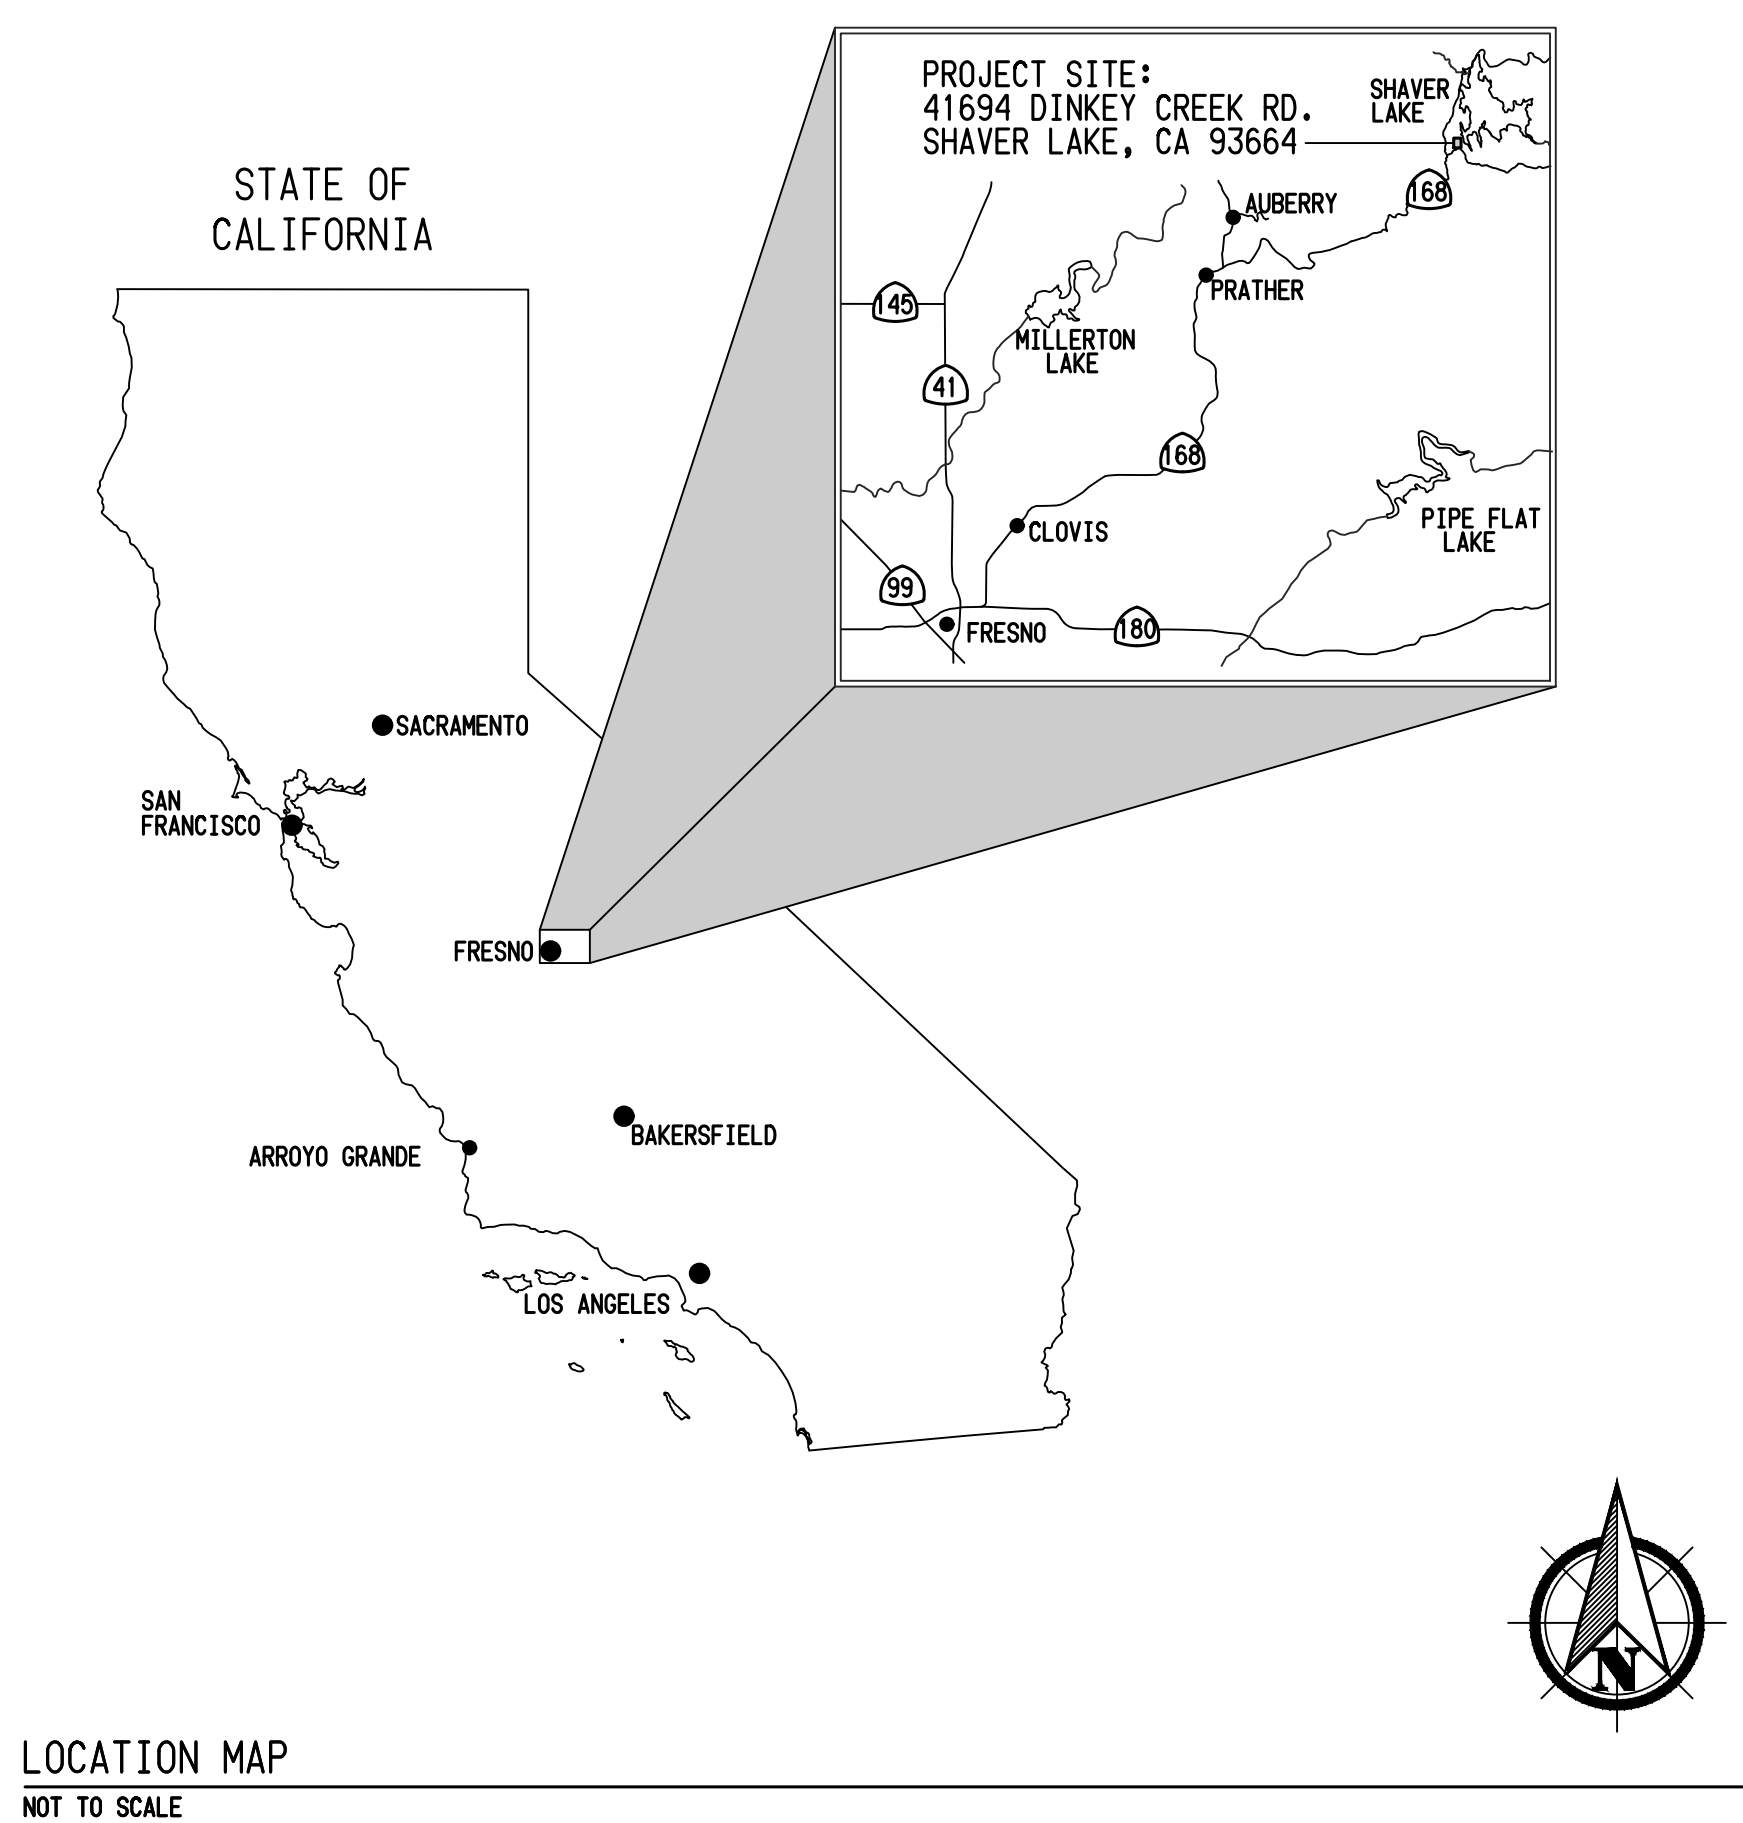 PROJECT SITE:
41694 DINKEY CREEK RD.
SHAVER LAKE, CA 93664
SHAVER
LAKE
168
AUBERRY
PRATHER
145
MILLERTON
LAKE
41
168
PIPE FLAT
LAKE
CLOVIS
99
FRESNO
180
STATE OF
CALIFORNIA
SACRAMENTO
SAN
FRANCISCO
FRESNO
BAKERSFIELD
ARROYO GRANDE
LOS ANGELES
N
LOCATION MAP
NOT TO SCALE